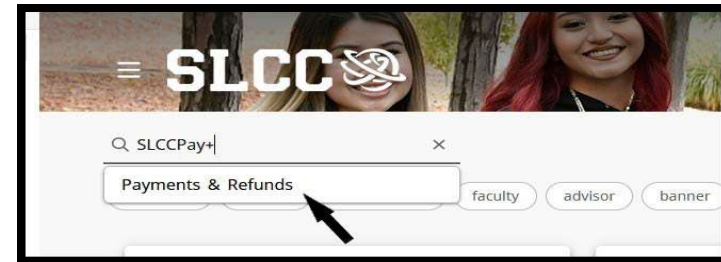 SLCC
SLCCPay+
Payments & Refunds
faculty advisor banner